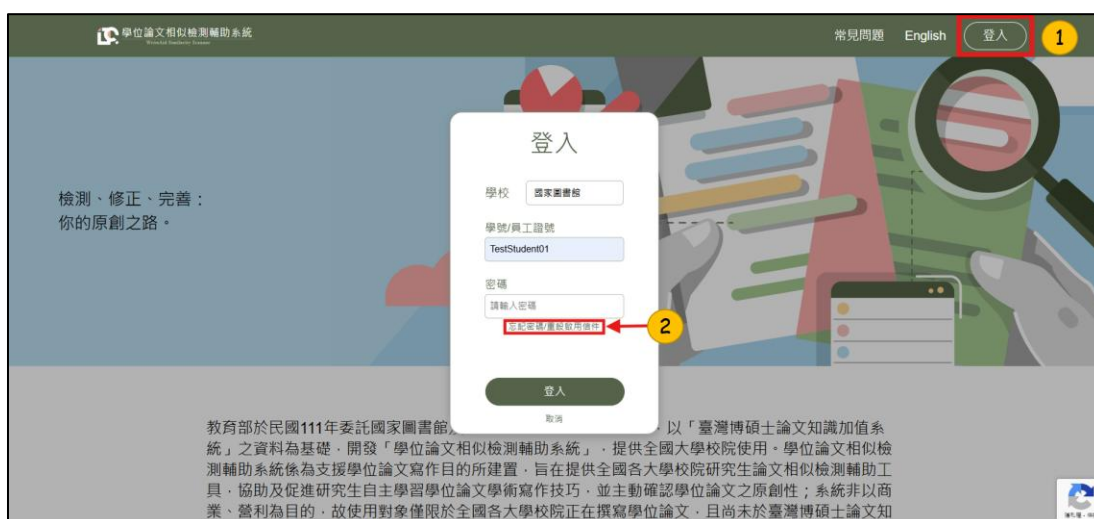 學位論文相似檢測輔助系統
常見問題
English
登入
1
檢測、修正、完善：
你的原創之路。
登入
學校
國家圖書館
學號/員工證號
TestStudent01
密碼
請輸入密碼
忘記密碼/重設啟用信件
2
登入
取消
教育部於民國111年委託國家圖書館
以「臺灣博碩士論文知識加值系
統」之資料為基礎，開發「學位論文相似檢測輔助系統」，提供全國大學校院使用。學位論文相似檢
測輔助系統係為支援學位論文寫作目的所建置，旨在提供全國各大學校院研究生論文相似檢測輔助工
具，協助及促進研究生自主學習學位論文學術寫作技巧，並主動確認學位論文之原創性；系統非以商
業、營利為目的，故使用對象僅限於全國各大學校院正在撰寫學位論文，且尚未於臺灣博碩士論文知